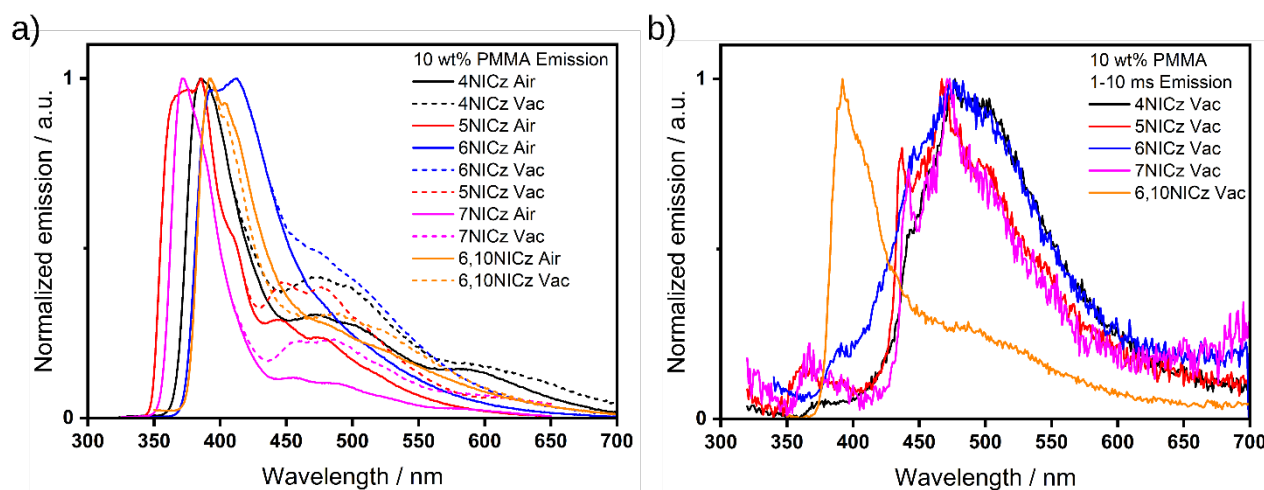 a)
10 wt% PMMA Emission
4NICz Air
4NICz Vac
5NICz Air
6NICz Air
6NICz Vac
5NICz Vac
7NICz Air
7NICz Vac
6,10NICz Air
6,10NICz Vac
Normalized emission / a.u.
1
0
300 350 400 450 500 550 600 650 700
Wavelength / nm
b)
10 wt% PMMA
1-10 ms Emission
4NICz Vac
5NICz Vac
6NICz Vac
7NICz Vac
6,10NICz Vac
Normalized emission / a.u.
1
0
300 350 400 450 500 550 600 650 700
Wavelength / nm